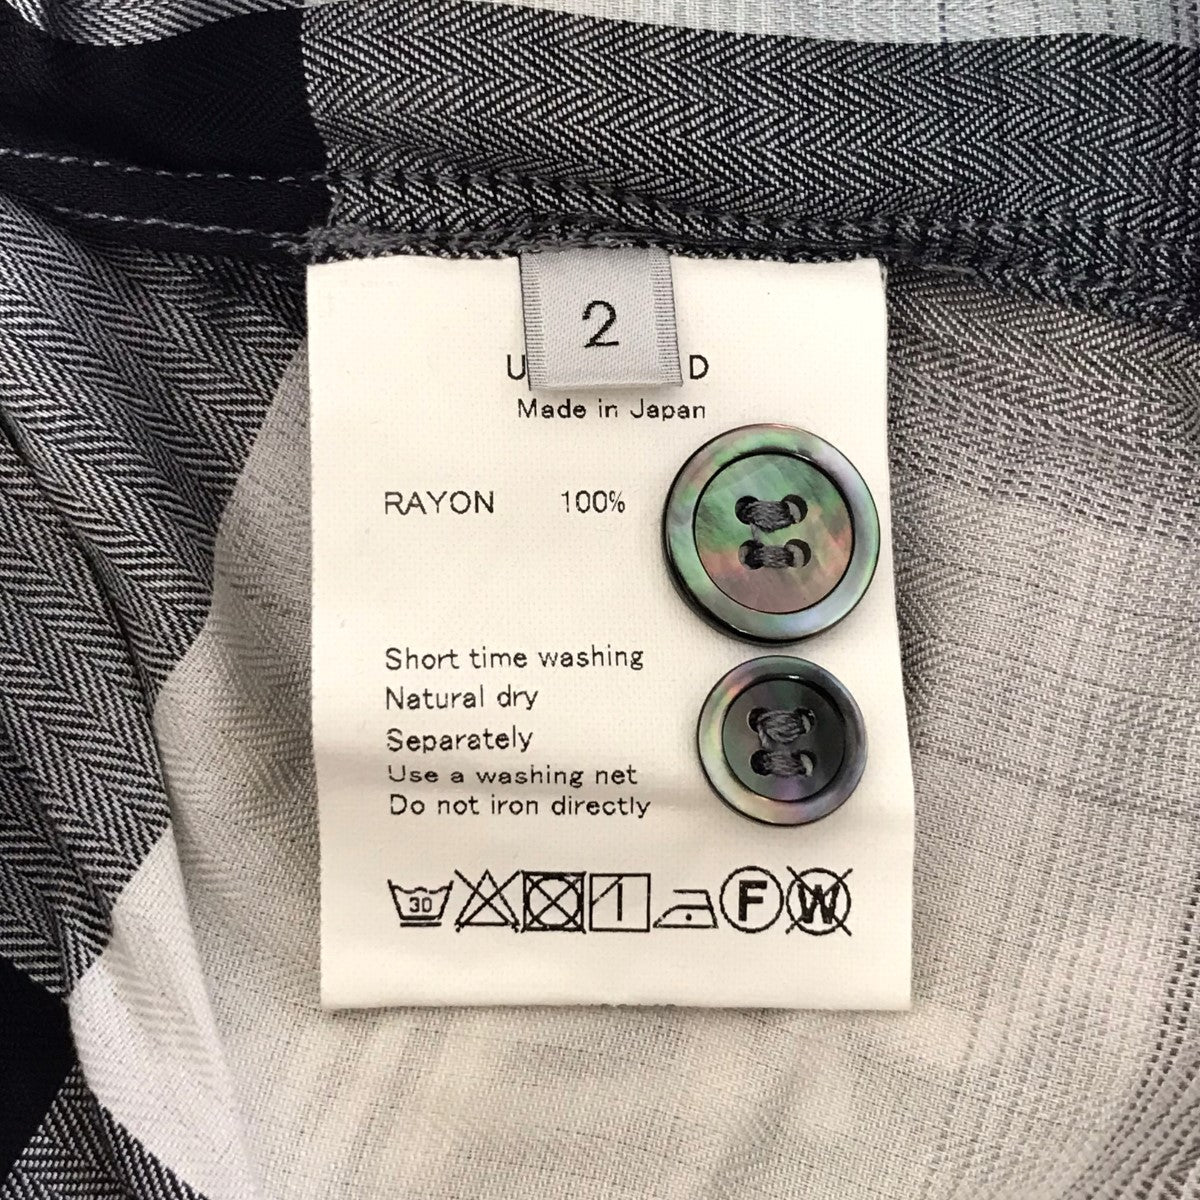 2
Made in Japan
RAYON 100%
Short time washing
Natural dry
Separately
Use a washing net
Do not iron directly
30 F W